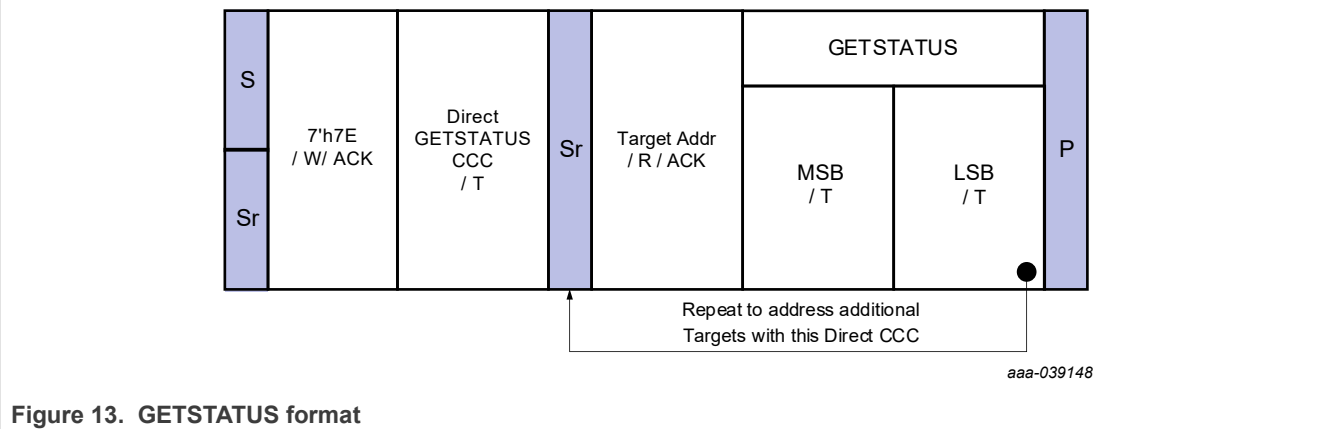 S
Sr
7'h7E
/ W/ ACK
Direct
GETSTATUS
CCC
/ T
Sr
Target Addr
/ R / ACK
GETSTATUS
MSB
/ T
LSB
/ T
P
Repeat to address additional
Targets with this Direct CCC
aaa-039148
Figure 13. GETSTATUS format